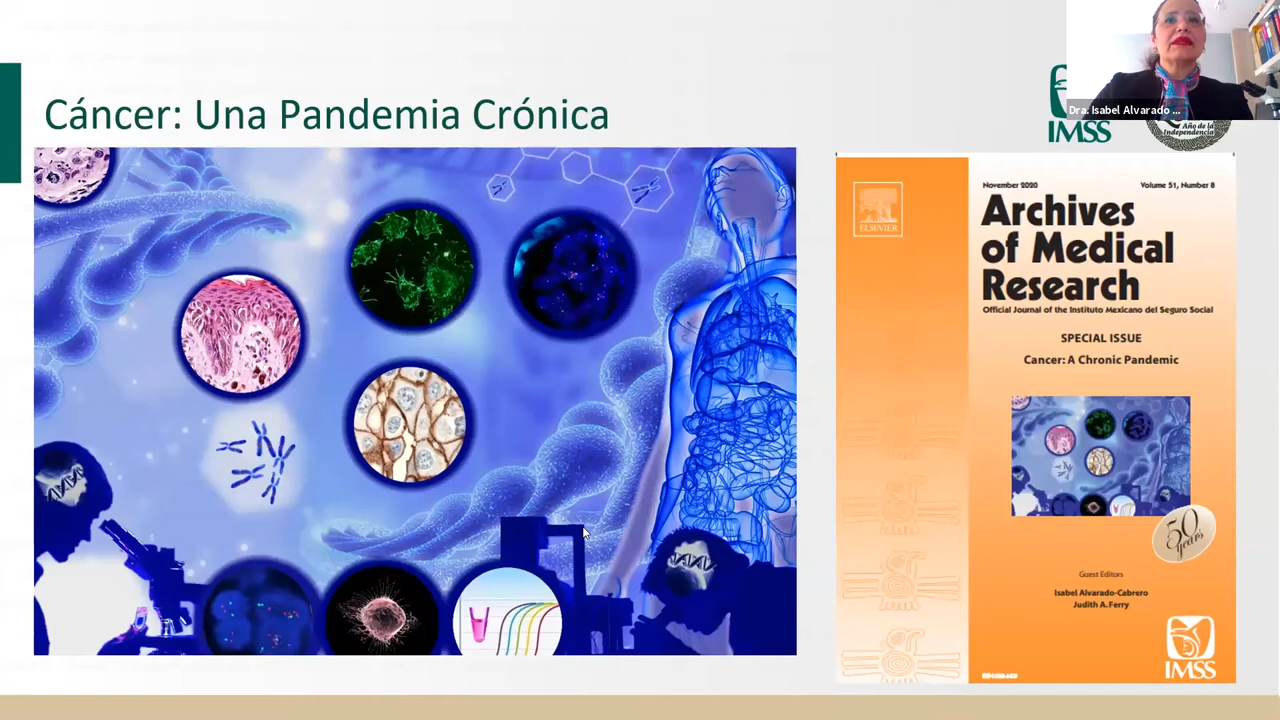 Cáncer: Una Pandemia Crónica
Dra. Isabel Alvarado ...
IMSS
Año de la
Independencia
ELSEVIER
November 2020 Volume 51, Number 8
Archives
of Medical
Research
Official Journal of the Instituto Mexicano del Seguro Social
SPECIAL ISSUE
Cancer: A Chronic Pandemic
50
years
Guest Editors
Isabel Alvarado-Cabrero
Judith A. Ferry
IMSS